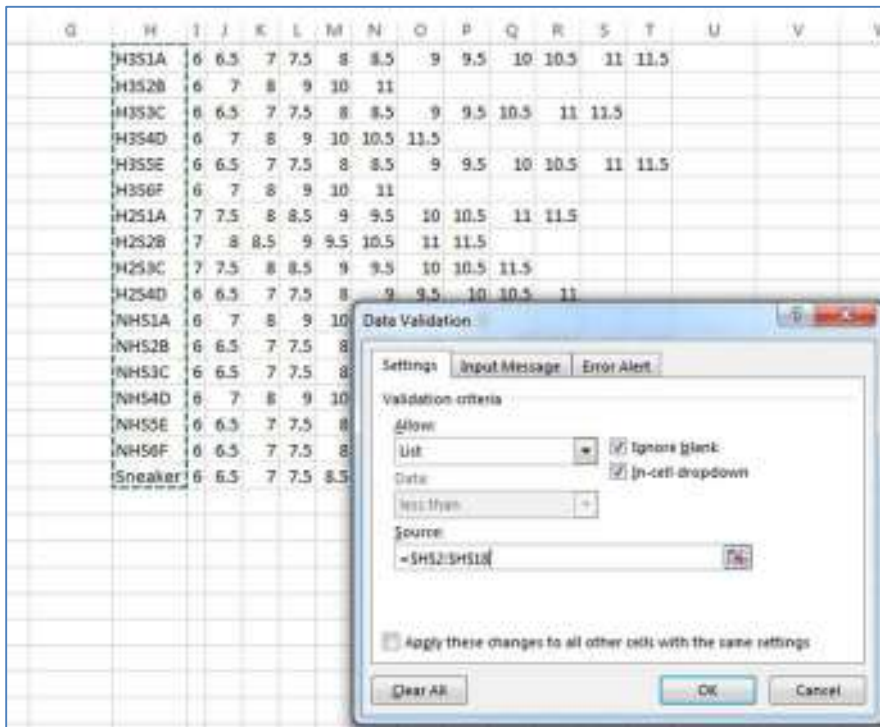 G H I J K L M N O P Q R S T U V
H3S1A 6 6.5 7 7.5 8 8.5 9 9.5 10 10.5 11 11.5
H3S2B 6 7 8 9 10 11
H3S3C 6 6.5 7 7.5 8 8.5 9 9.5 10.5 11 11.5
H3S4D 6 7 8 9 10 10.5 11.5
H3S5E 6 6.5 7 7.5 8 8.5 9 9.5 10 10.5 11 11.5
H3S6F 6 7 8 9 10 11
H2S1A 7 7.5 8 8.5 9 9.5 10 10.5 11 11.5
H2S2B 7 8 8.5 9 9.5 10.5 11 11.5
H2S3C 7 7.5 8 8.5 9 9.5 10 10.5 11.5
H2S4D 6 6.5 7 7.5 8 9 9.5 10 10.5 11
NHS1A 6 7 8 9 10
NHS2B 6 6.5 7 7.5 8
NHS3C 6 6.5 7 7.5 8
NHS4D 6 7 8 9 10
NHS5E 6 6.5 7 7.5 8
NHS6F 6 6.5 7 7.5 8
Sneaker 6 6.5 7 7.5 8.5
Data Validation
Settings Input Message Error Alert
Validation criteria
Allow:
List Ignore blank
Data: In-cell dropdown
less than
Source:
=$H$2:$H$18
Apply these changes to all other cells with the same settings
Clear All OK Cancel